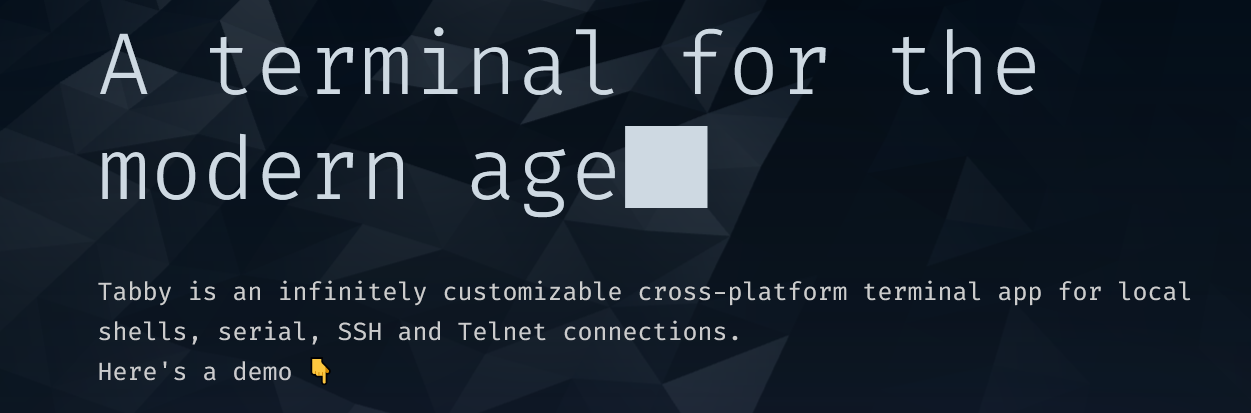 A terminal for the
modern age
Tabby is an infinitely customizable cross-platform terminal app for local
shells, serial, SSH and Telnet connections.
Here's a demo 👇